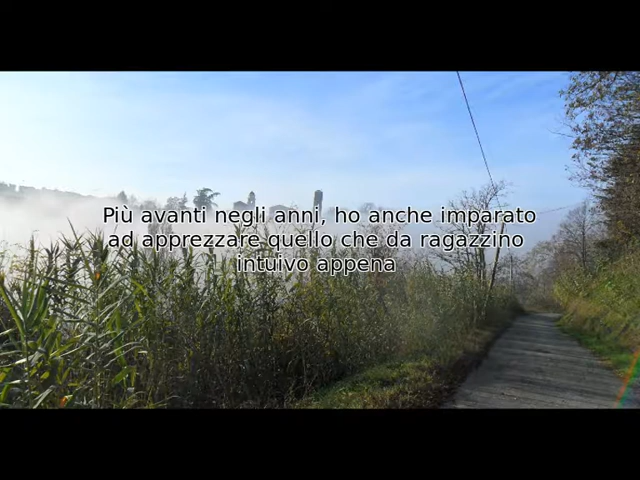 Più avanti negli anni, ho anche imparato
ad apprezzare quello che da ragazzino
intuivo appena